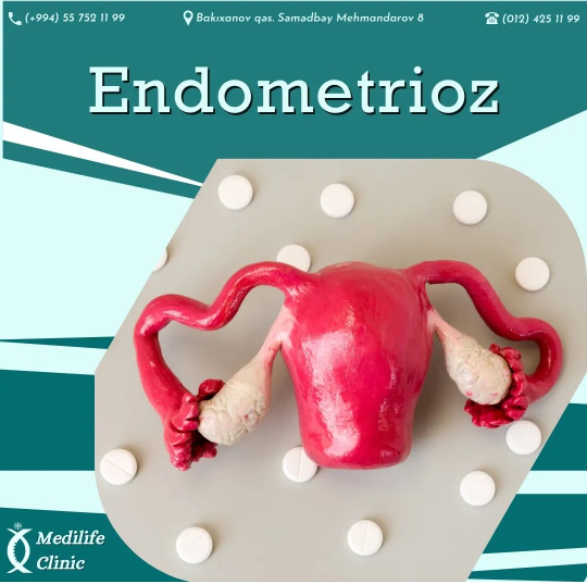 (+994) 55 752 11 99
Bakıxanov qəs. Səmədbəy Mehmandarov 8
(012) 425 11 99
Endometrioz
Medilife
Clinic